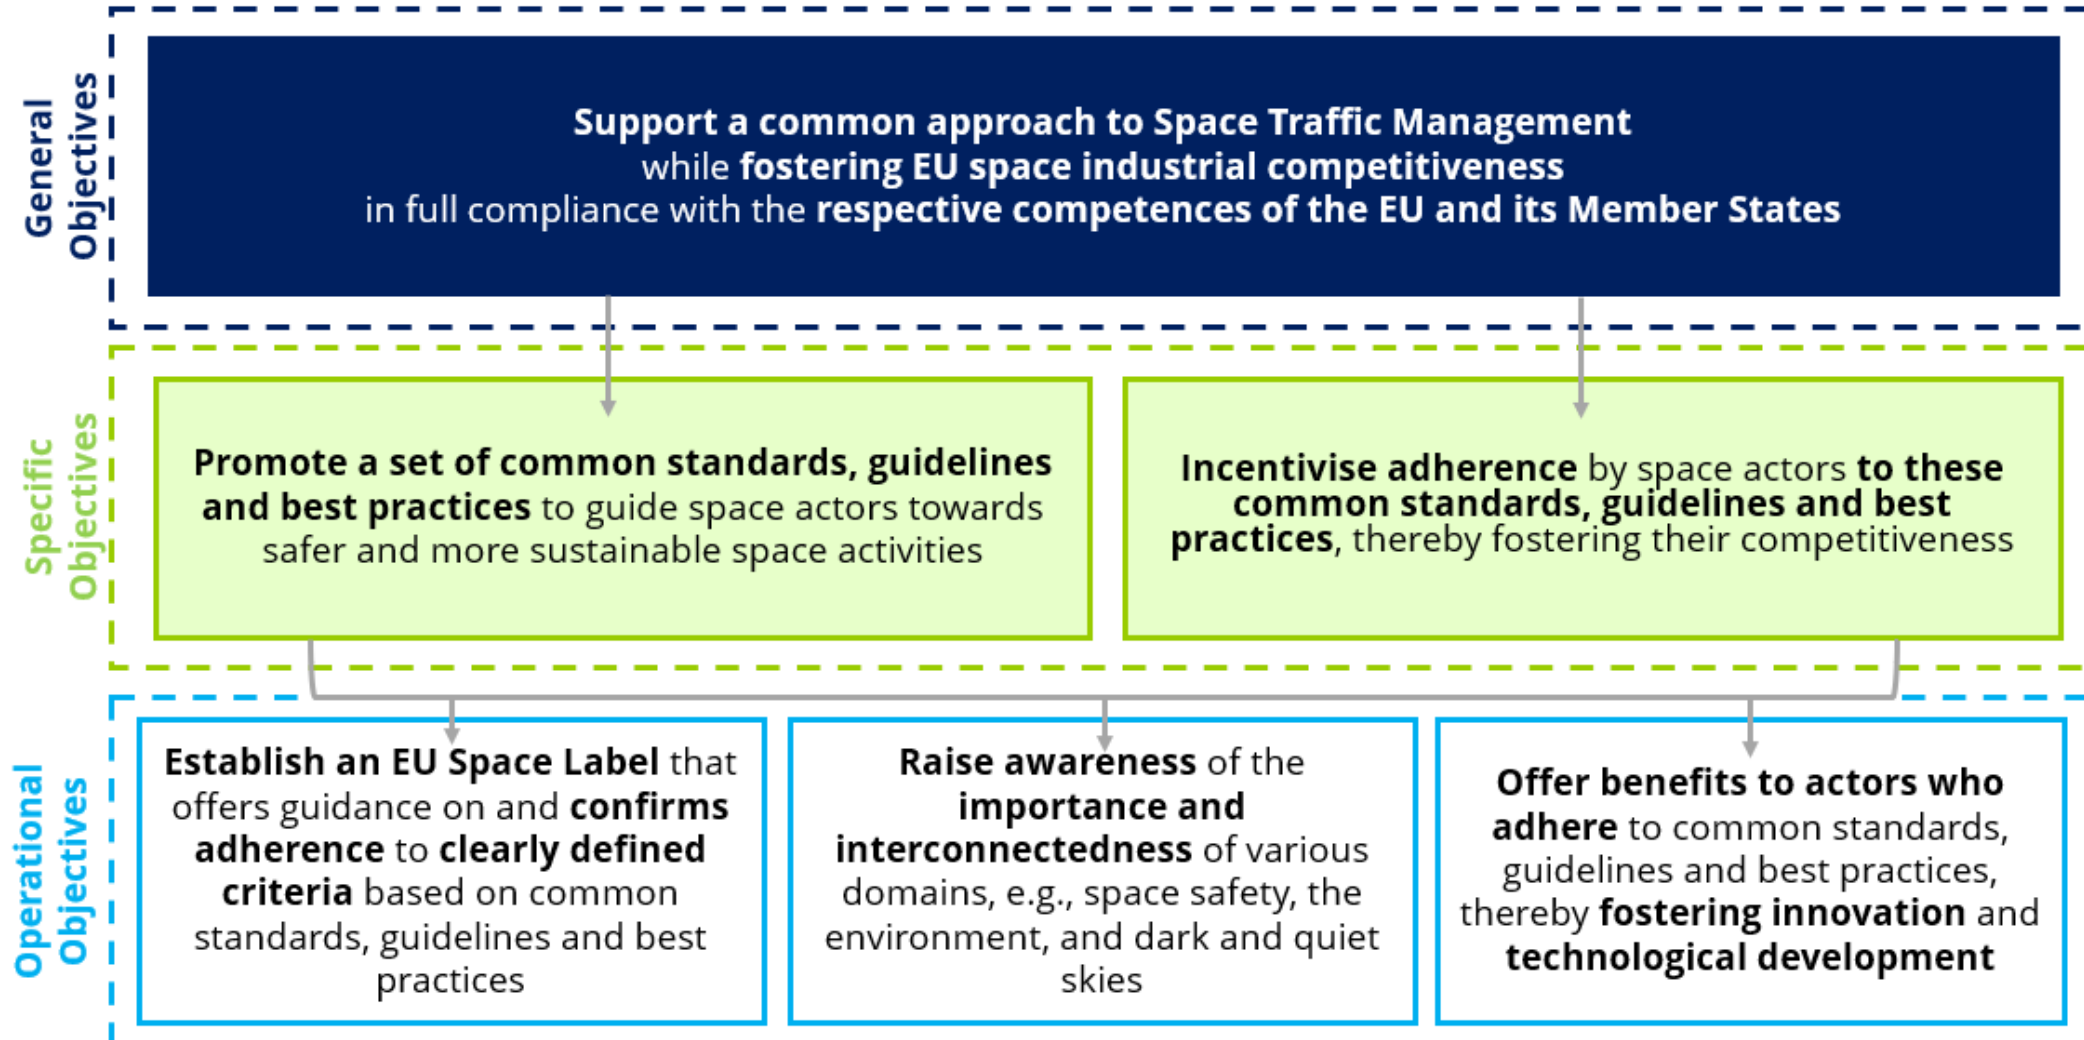 General
Objectives
Support a common approach to Space Traffic Management
while fostering EU space industrial competitiveness
in full compliance with the respective competences of the EU and its Member States
Specific
Objectives
Promote a set of common standards, guidelines
and best practices to guide space actors towards
safer and more sustainable space activities
Incentivise adherence by space actors to these
common standards, guidelines and best
practices, thereby fostering their competitiveness
Operational
Objectives
Establish an EU Space Label that
offers guidance on and confirms
adherence to clearly defined
criteria based on common
standards, guidelines and best
practices
Raise awareness of the
importance and
interconnectedness of various
domains, e.g., space safety, the
environment, and dark and quiet
skies
Offer benefits to actors who
adhere to common standards,
guidelines and best practices,
thereby fostering innovation and
technological development